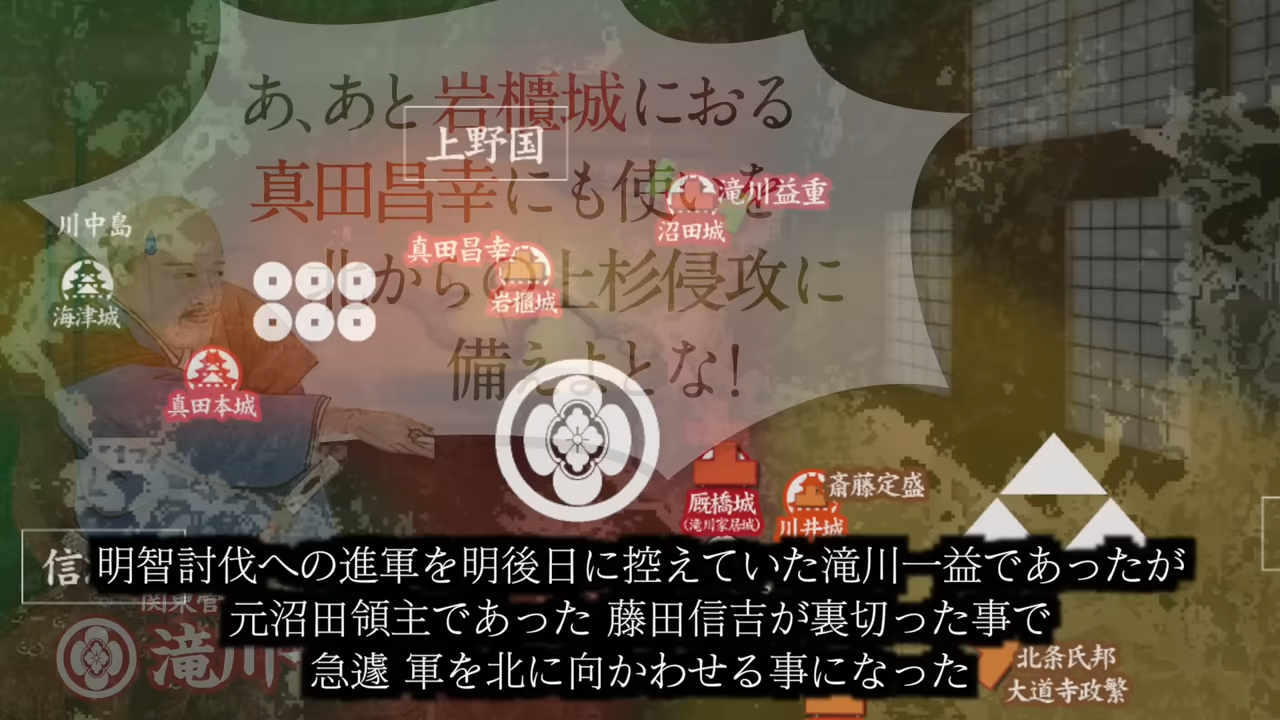 あ、あと岩櫃城におる
真田昌幸にも使いを
北からの上杉侵攻に
備えよとな!
上野国
滝川益重
沼田城
川中島
真田昌幸
岩櫃城
海津城
真田本城
厩橋城
(滝川家居城)
斎藤定盛
川井城
信
関東管
滝川
明智討伐への進軍を明後日に控えていた滝川一益であったが
元沼田領主であった 藤田信吉が裏切った事で
急遽 軍を北に向かわせる事になった
北条氏邦
大道寺政繁